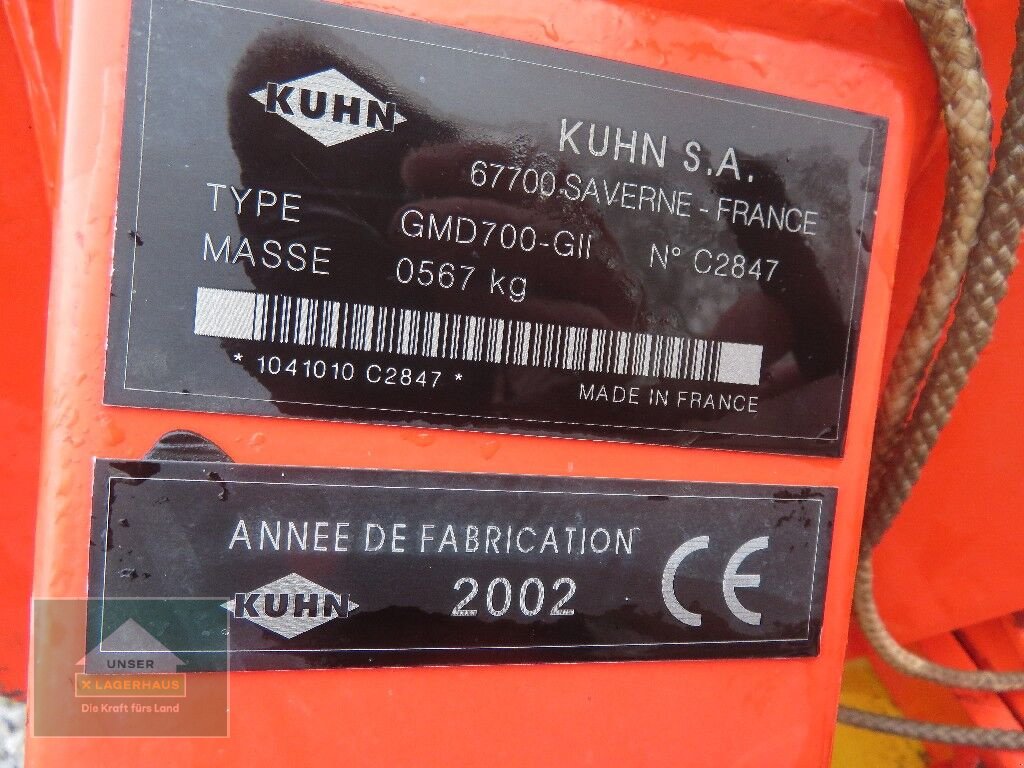 KUHN
KUHN S.A.
67700 SAVERNE - FRANCE
TYPE GMD700-GII N° C2847
MASSE 0567 kg
* 1041010 C2847 *
MADE IN FRANCE
ANNEE DE FABRICATION
KUHN 2002 CE
UNSER
X LAGERHAUS
Die Kraft fürs Land